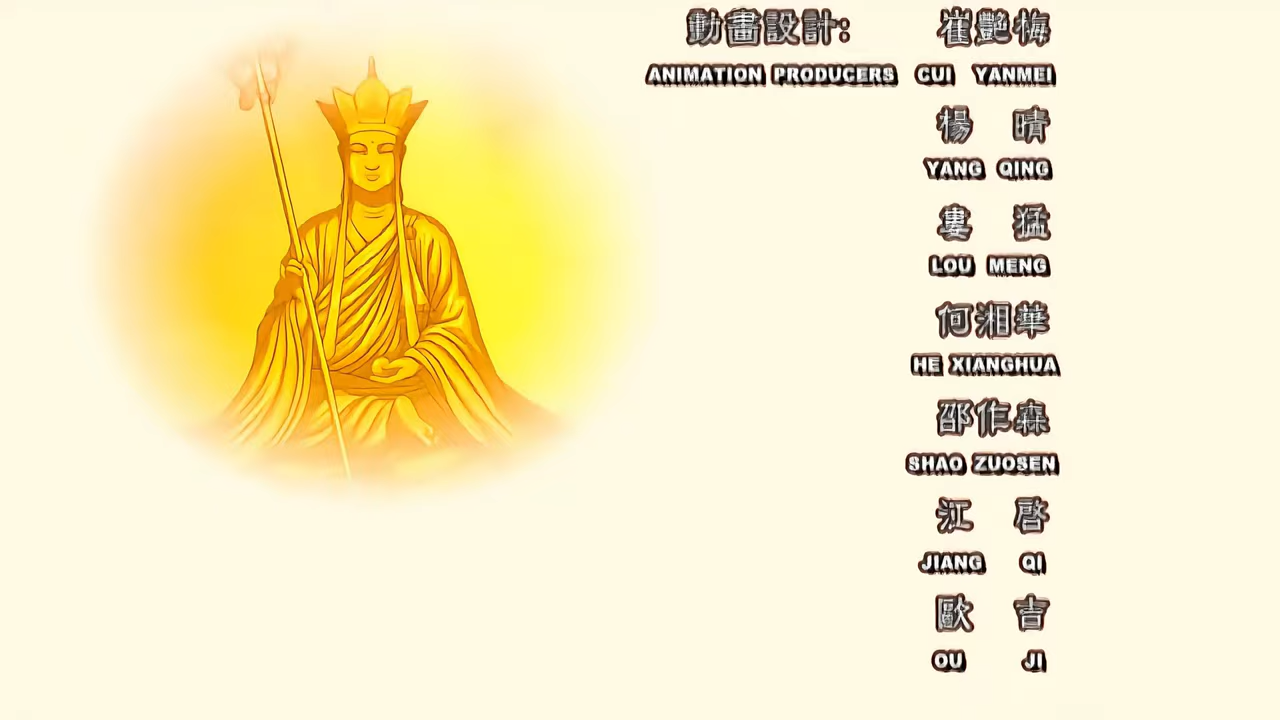 動畫設計: 崔艷梅
ANIMATION PRODUCERS CUI YANMEI
楊 晴
YANG QING
婁 猛
LOU MENG
何湘華
HE XIANGHUA
邵作森
SHAO ZUOSEN
江 啓
JIANG QI
歐 吉
OU JI